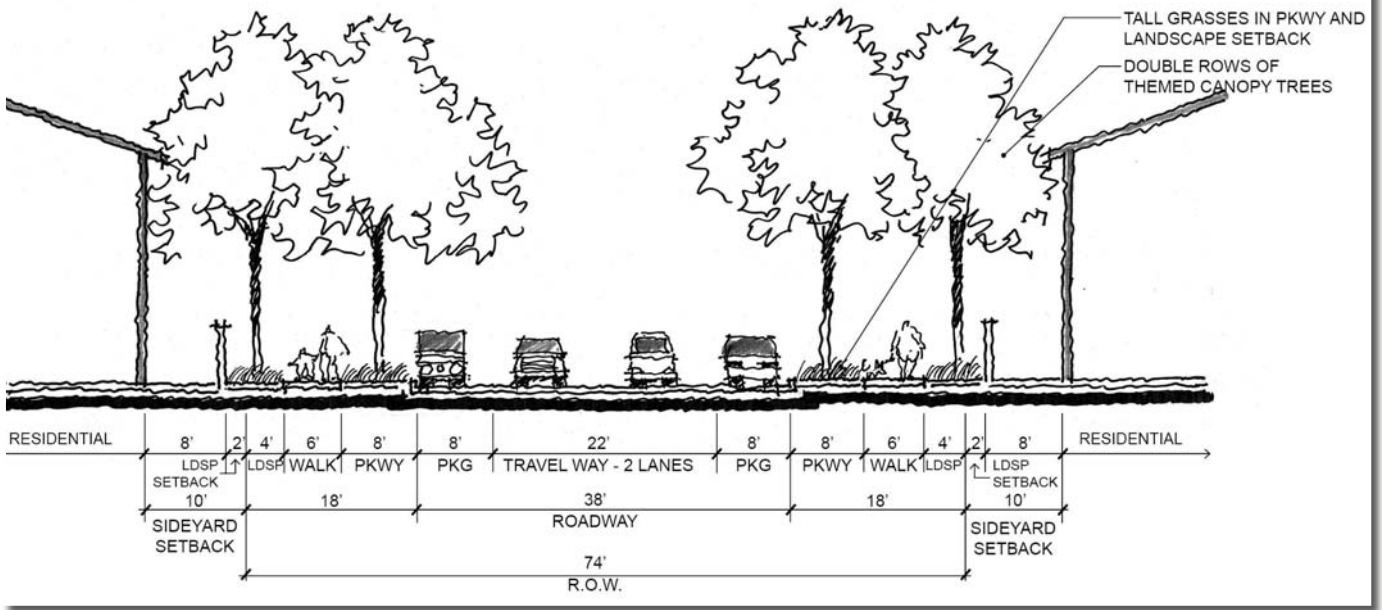 TALL GRASSES IN PKWY AND
LANDSCAPE SETBACK
DOUBLE ROWS OF
THEMED CANOPY TREES
RESIDENTIAL 8' 2' 4' 6' 8' 8' 22' 8' 8' 6' 4' 2' 8' RESIDENTIAL
LDSP SETBACK LDSP WALK PKWY PKG TRAVEL WAY - 2 LANES PKG PKWY WALK LDSP LDSP SETBACK
10' 18' 38' 18' 10'
SIDEYARD SETBACK ROADWAY SIDEYARD SETBACK
74'
R.O.W.